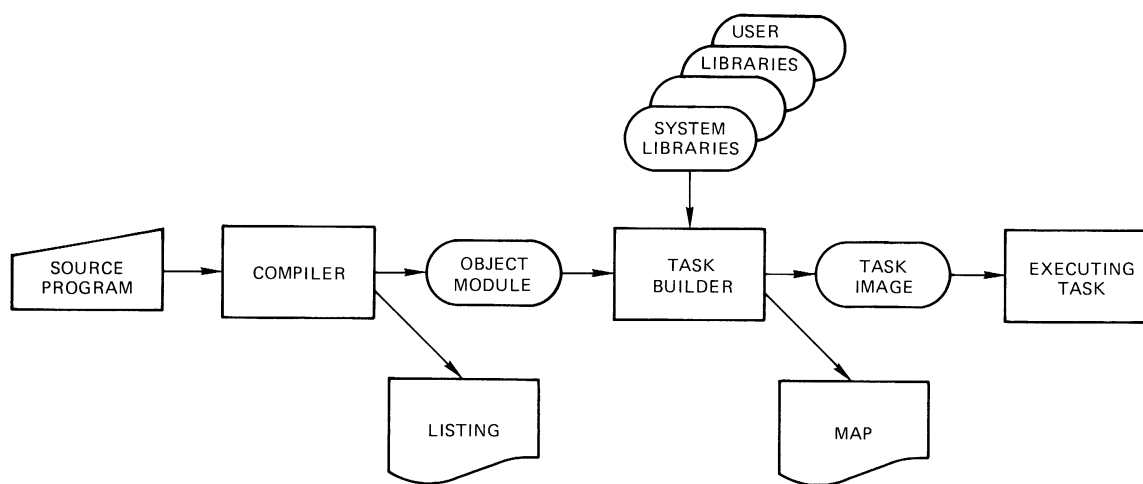 USER
LIBRARIES
SYSTEM
LIBRARIES
SOURCE
PROGRAM
COMPILER
OBJECT
MODULE
TASK
BUILDER
TASK
IMAGE
EXECUTING
TASK
LISTING
MAP